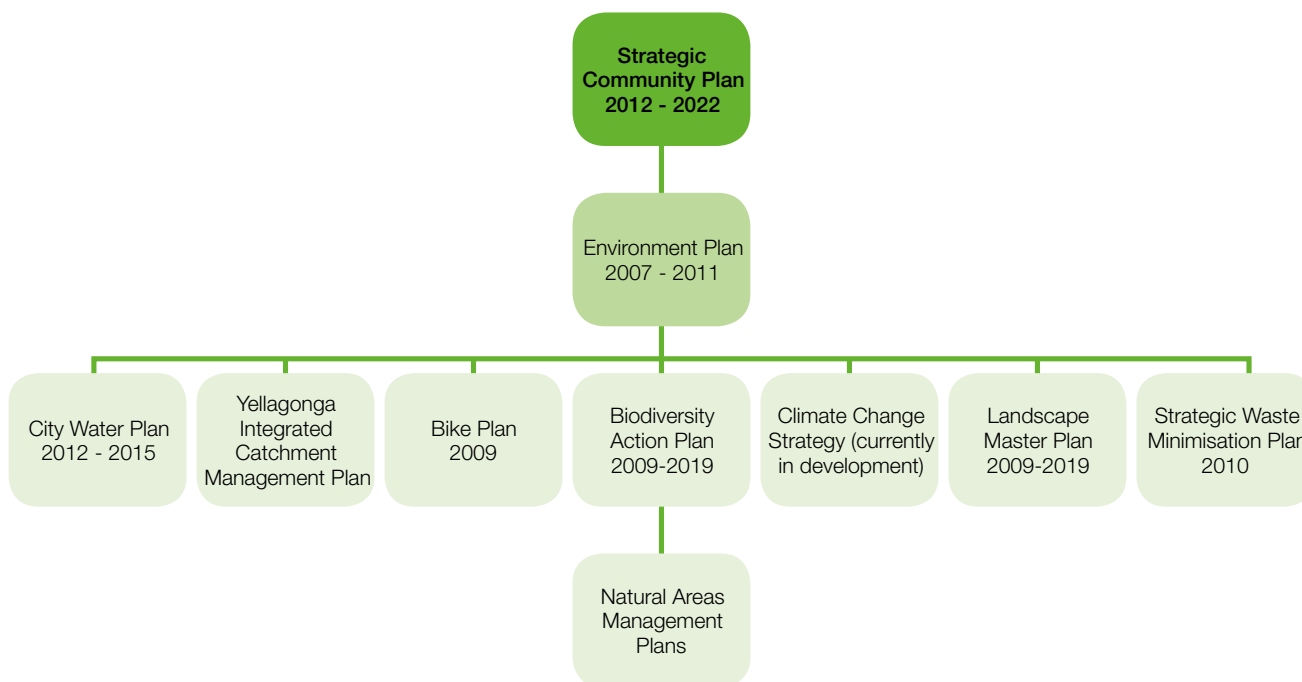 Strategic
Community Plan
2012 - 2022
Environment Plan
2007 - 2011
City Water Plan
2012 - 2015
Yellagonga
Integrated
Catchment
Management Plan
Bike Plan
2009
Biodiversity
Action Plan
2009-2019
Climate Change
Strategy (currently
in development)
Landscape
Master Plan
2009-2019
Strategic Waste
Minimisation Plan
2010
Natural Areas
Management
Plans